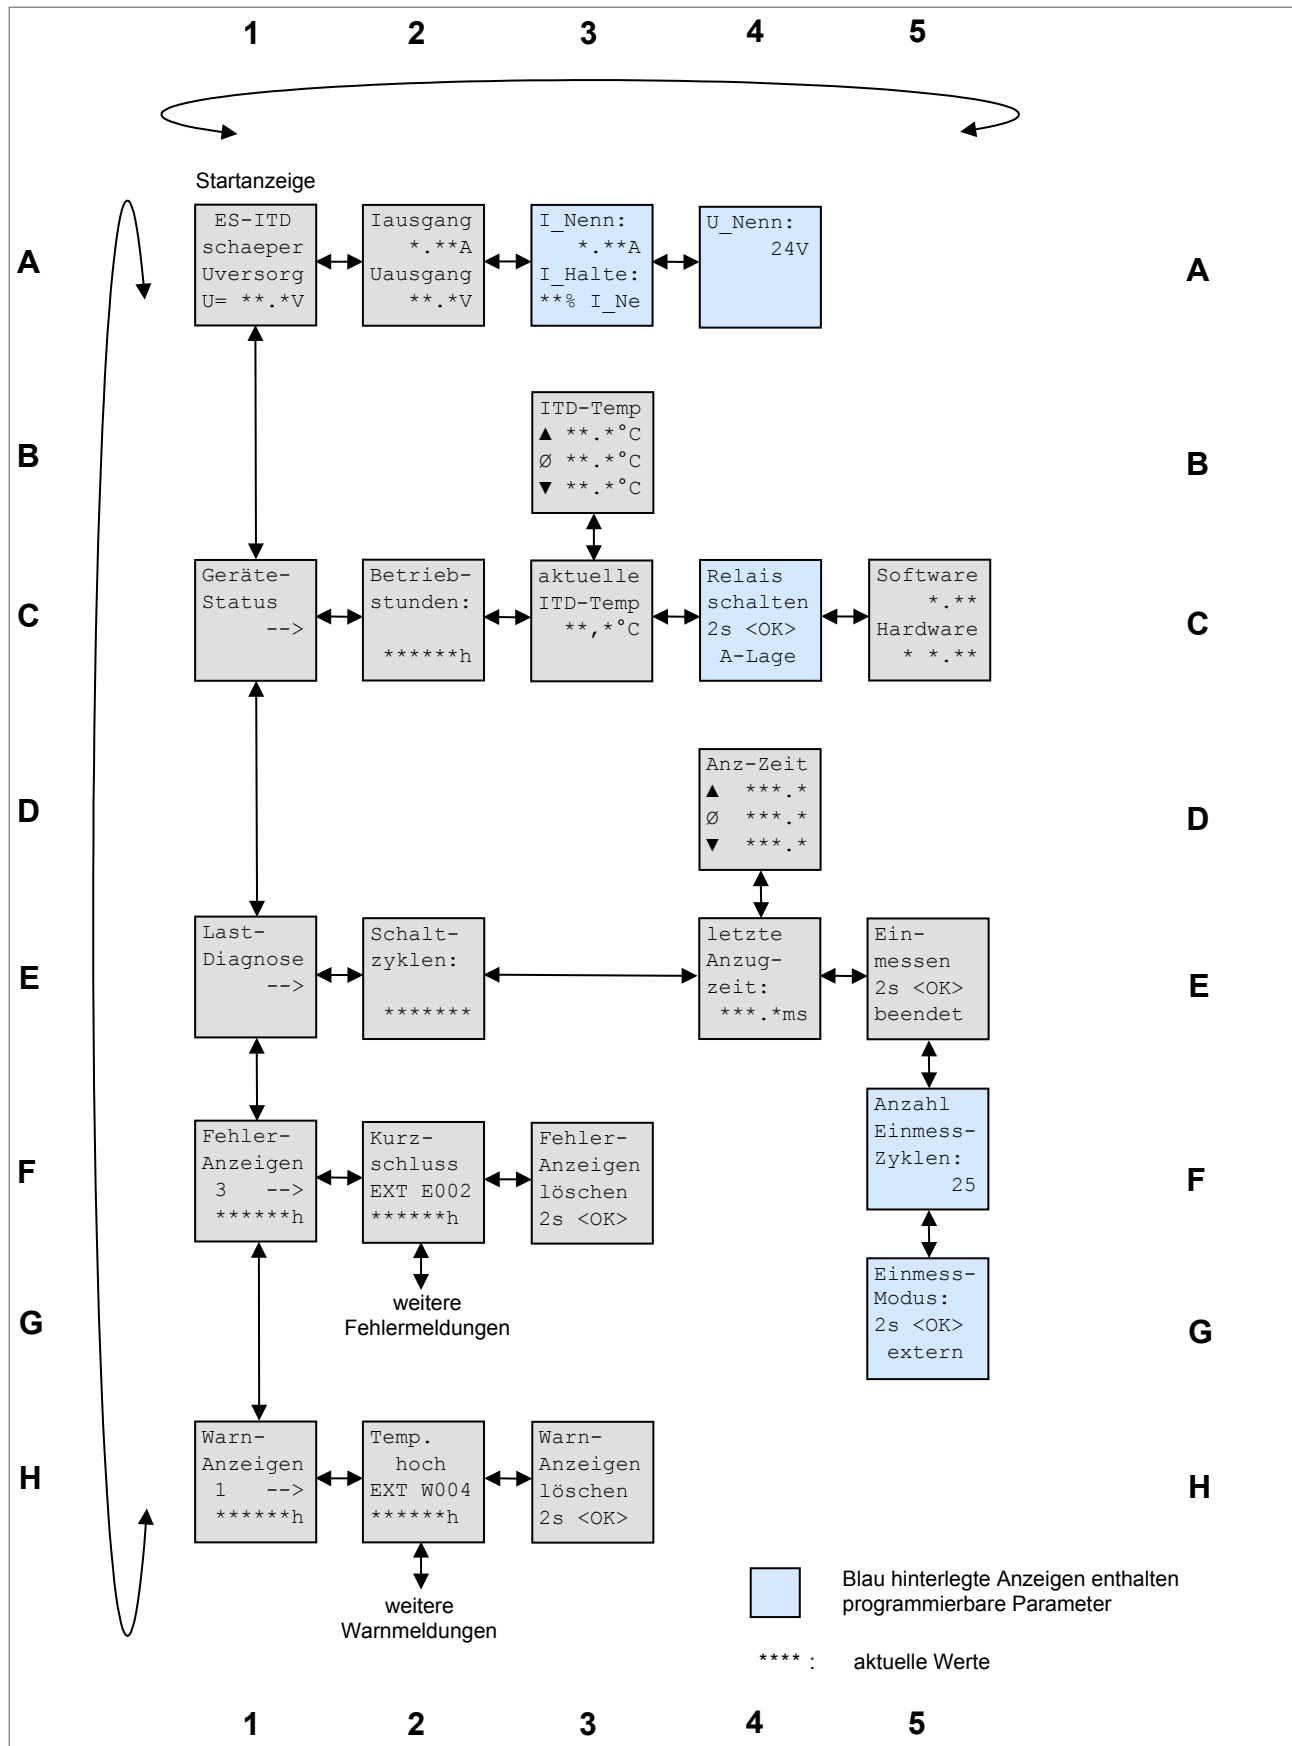 1 2 3 4 5
Startanzeige
A
ES-ITD
schaeper
Uversorg
U= **.*V
Iausgang
*.**A
Uausgang
**.*V
I_Nenn:
*.**A
I_Halte:
**% I_Ne
U_Nenn:
24V
A
B
ITD-Temp
▲ **.*°C
Ø **.*°C
▼ **.*°C
B
C
Geräte-
Status
-->
Betrieb-
stunden:
******h
aktuelle
ITD-Temp
**,*°C
Relais
schalten
2s <OK>
A-Lage
Software
*.**
Hardware
* *.**
C
D
Anz-Zeit
▲ ***.*
Ø ***.*
▼ ***.*
D
E
Last-
Diagnose
-->
Schalt-
zyklen:
*******
letzte
Anzug-
zeit:
***.*ms
Ein-
messen
2s <OK>
beendet
E
F
Fehler-
Anzeigen
3 -->
******h
Kurz-
schluss
EXT E002
******h
Fehler-
Anzeigen
löschen
2s <OK>
Anzahl
Einmess-
Zyklen:
25
F
G
weitere
Fehlermeldungen
Einmess-
Modus:
2s <OK>
extern
G
H
Warn-
Anzeigen
1 -->
******h
Temp.
hoch
EXT W004
******h
Warn-
Anzeigen
löschen
2s <OK>
H
weitere
Warnmeldungen
Blau hinterlegte Anzeigen enthalten
programmierbare Parameter
**** : aktuelle Werte
1 2 3 4 5